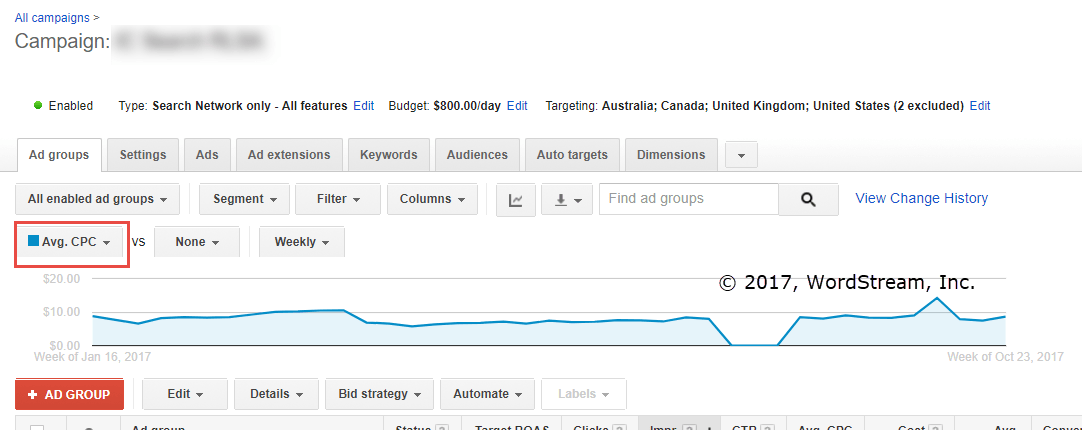 All campaigns >
Campaign:
Enabled Type: Search Network only - All features Edit Budget: $800.00/day Edit Targeting: Australia; Canada; United Kingdom; United States (2 excluded) Edit
Ad groups Settings Ads Ad extensions Keywords Audiences Auto targets Dimensions
All enabled ad groups Segment Filter Columns Find ad groups View Change History
Avg. CPC vs None Weekly
$20.00
© 2017, WordStream, Inc.
$10.00
$0.00
Week of Jan 16, 2017 Week of Oct 23, 2017
+ AD GROUP Edit Details Bid strategy Automate Labels
Ad group Status ? Target ROAS Clicks ? Impr. ? CTR ? Avg. CPC Cost ? Avg.